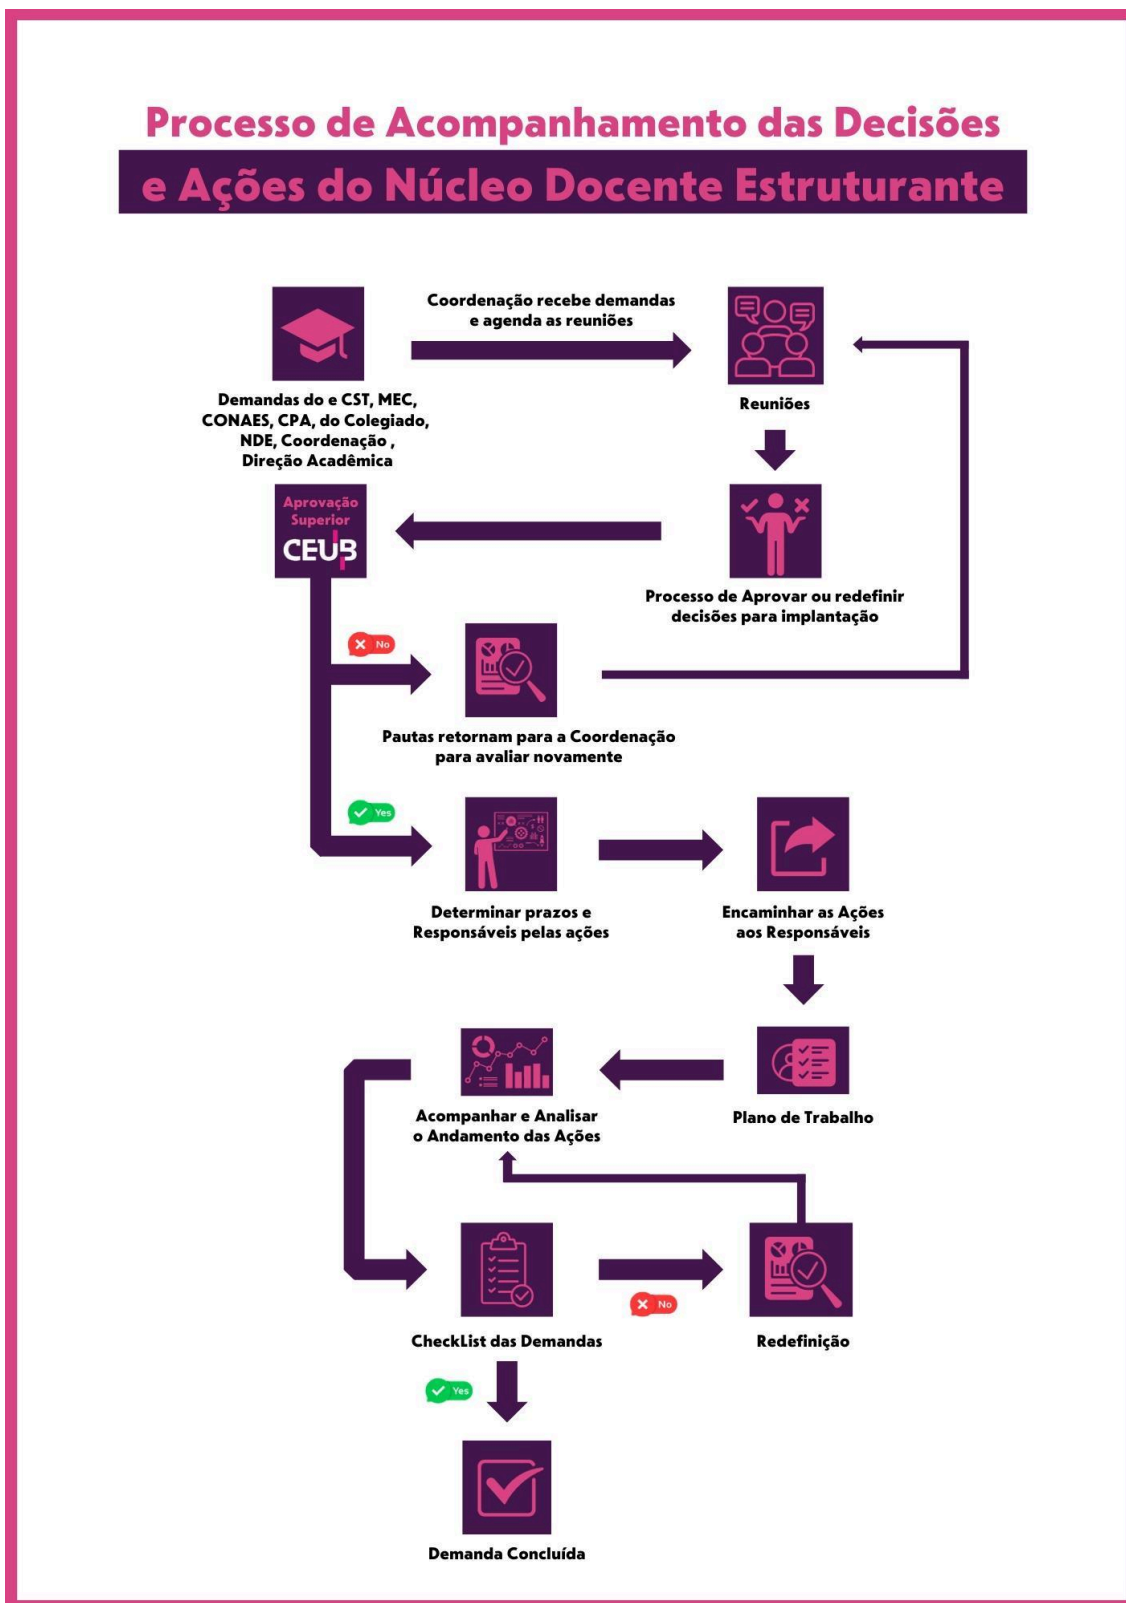 Processo de Acompanhamento das Decisões
e Ações do Núcleo Docente Estruturante
Coordenação recebe demandas
e agenda as reuniões
Demandas do e CST, MEC,
CONAES, CPA, do Colegiado,
NDE, Coordenação ,
Direção Acadêmica
Reuniões
Aprovação
Superior
CEUB
Processo de Aprovar ou redefinir
decisões para implantação
No
Pautas retornam para a Coordenação
para avaliar novamente
Yes
Determinar prazos e
Responsáveis pelas ações
Encaminhar as Ações
aos Responsáveis
Acompanhar e Analisar
o Andamento das Ações
Plano de Trabalho
No
CheckList das Demandas
Redefinição
Yes
Demanda Concluída